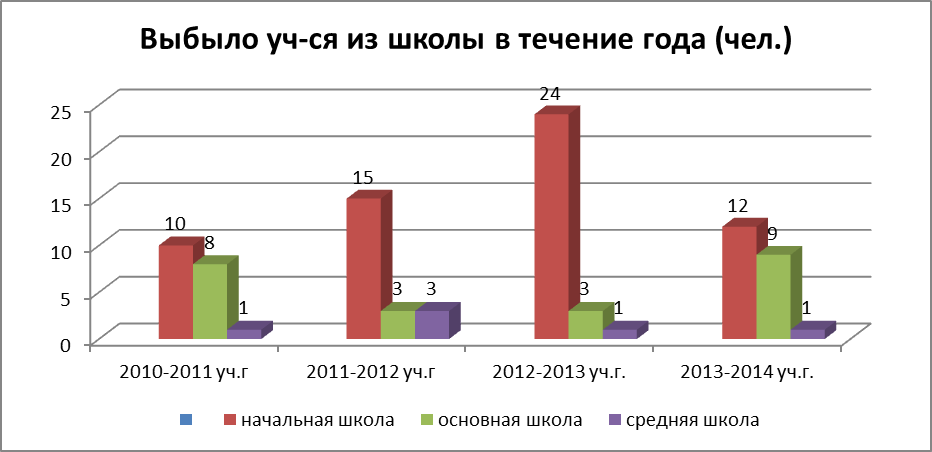 Выбыло уч-ся из школы в течение года (чел.)
25
20
15
10
5
0
10
8
1
15
3
3
24
3
1
12
9
1
2010-2011 уч.г
2011-2012 уч.г
2012-2013 уч.г.
2013-2014 уч.г.
начальная школа
основная школа
средняя школа